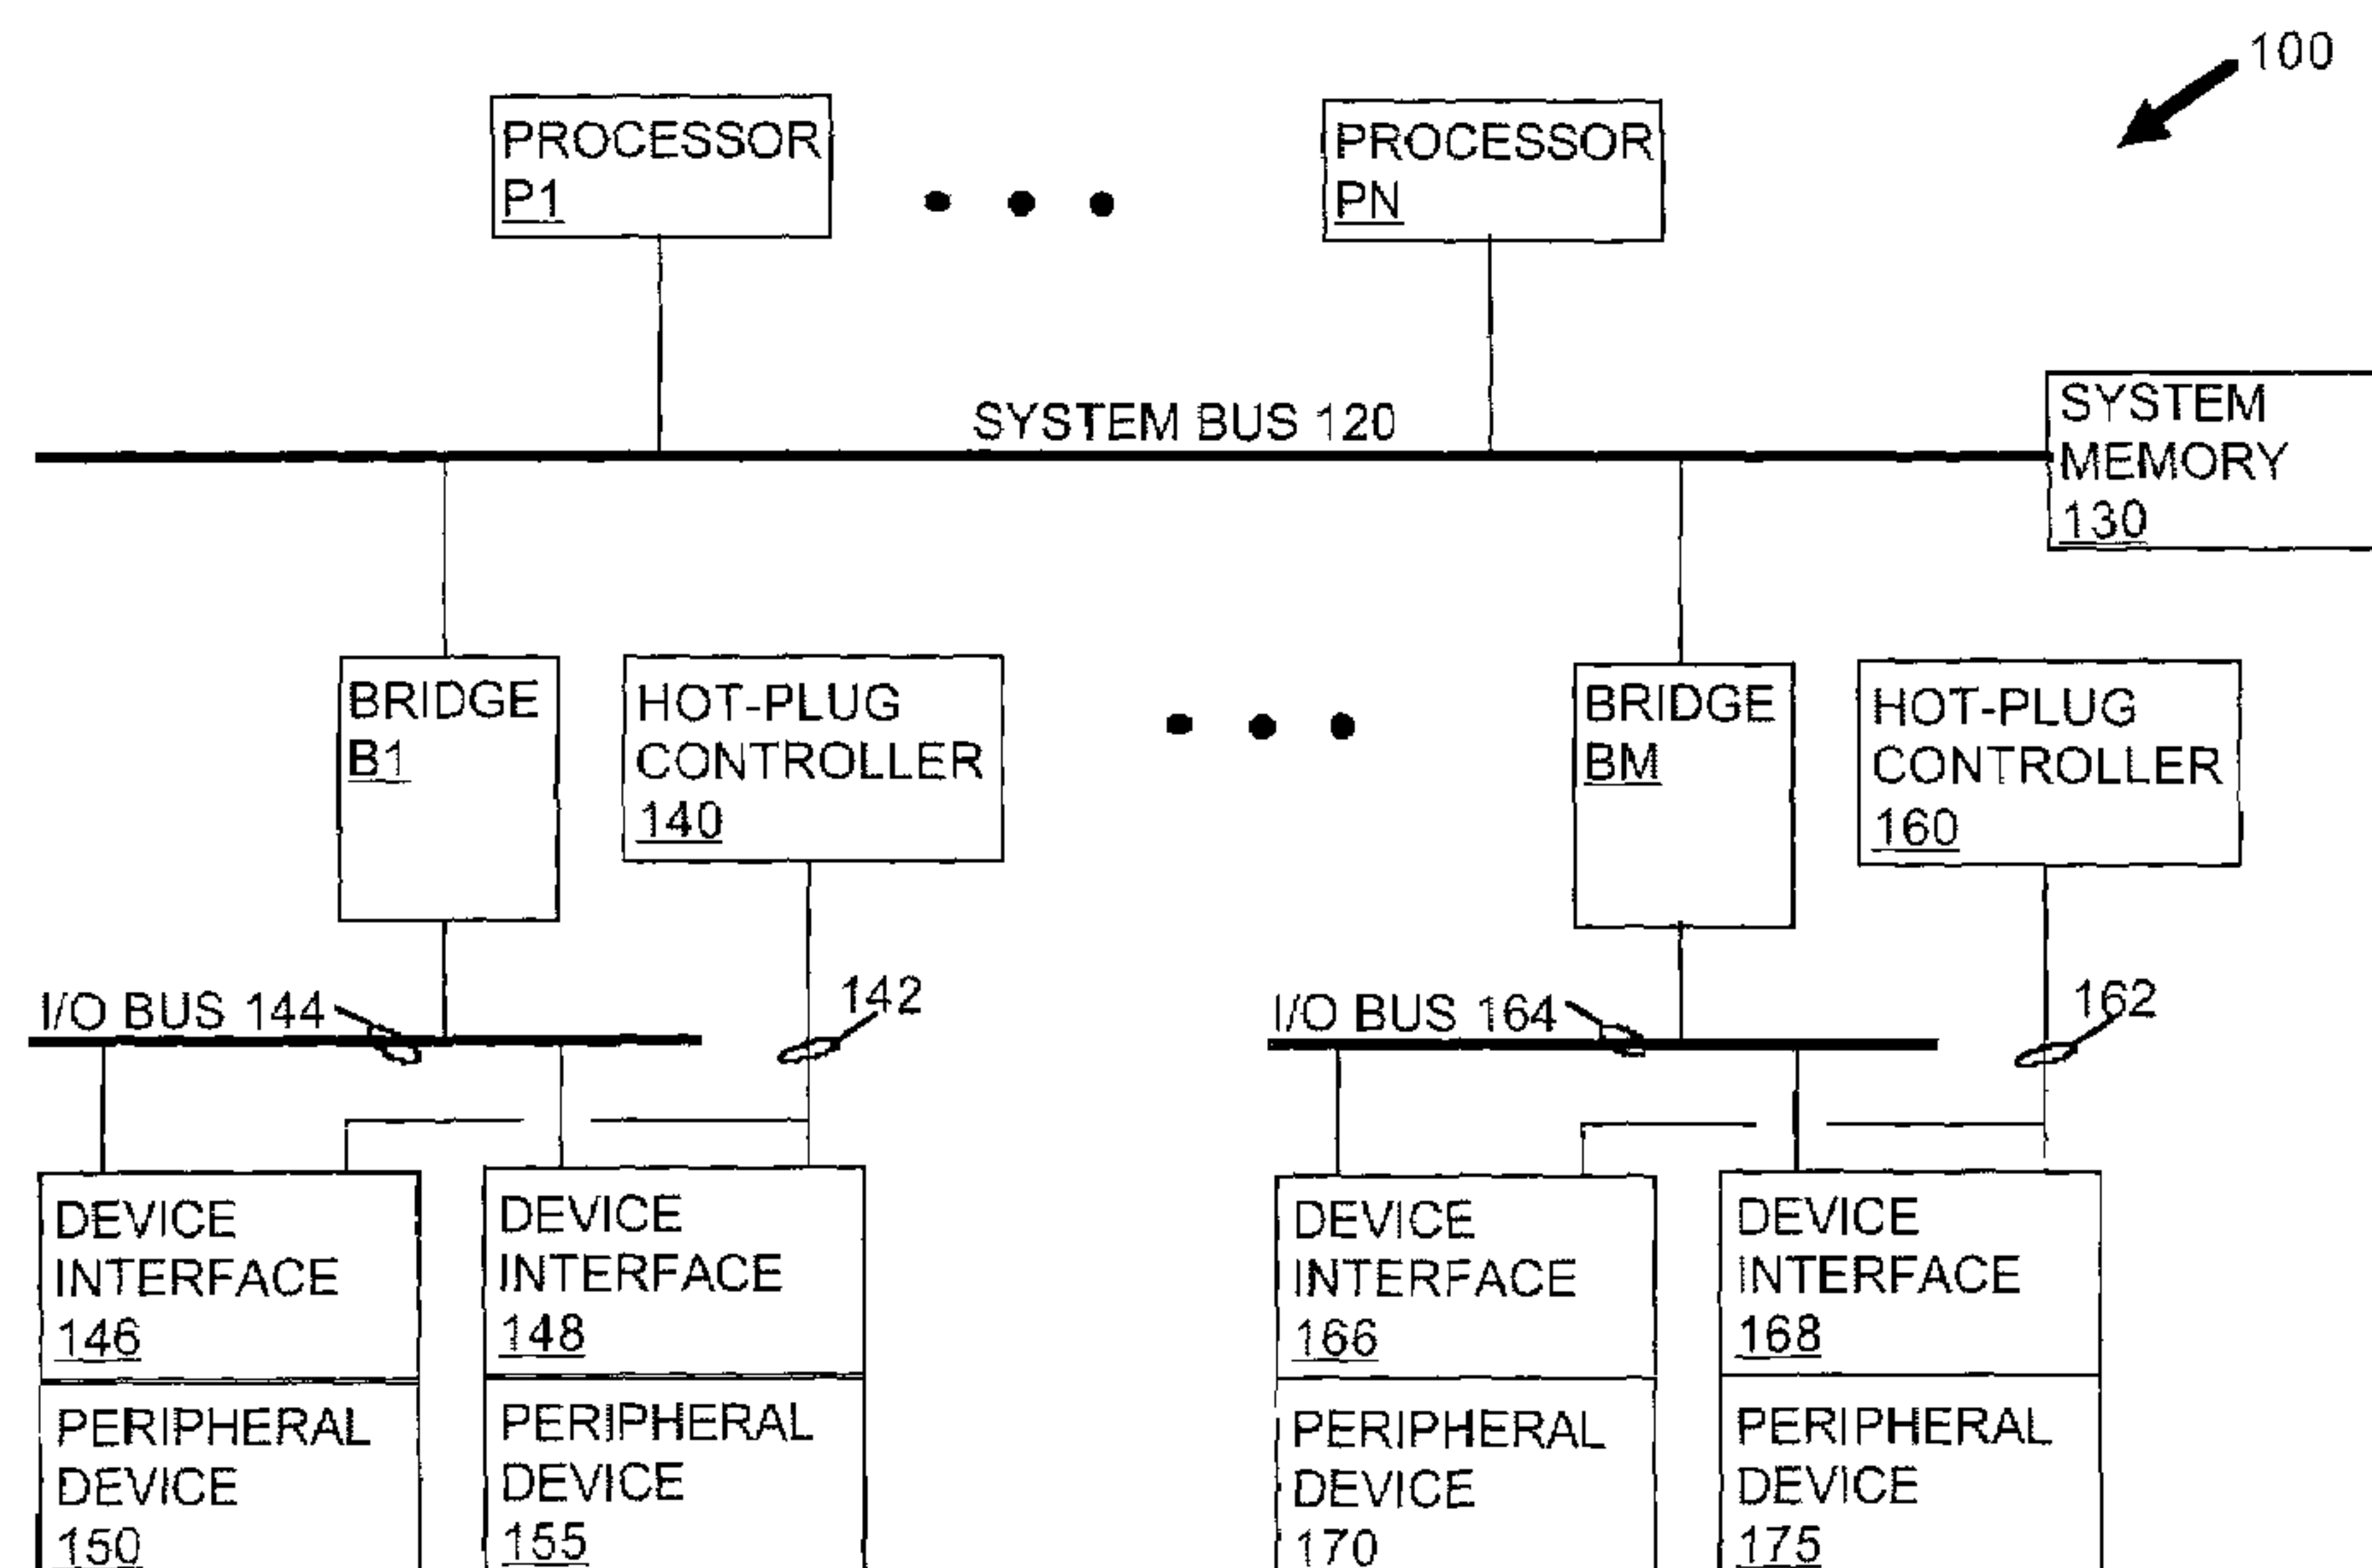 100
PROCESSOR
P1
PROCESSOR
PN
SYSTEM BUS 120
SYSTEM
MEMORY
130
BRIDGE
B1
HOT-PLUG
CONTROLLER
140
BRIDGE
BM
HOT-PLUG
CONTROLLER
160
I/O BUS 144
142
I/O BUS 164
162
DEVICE
INTERFACE
146
DEVICE
INTERFACE
148
DEVICE
INTERFACE
166
DEVICE
INTERFACE
168
PERIPHERAL
DEVICE
150
PERIPHERAL
DEVICE
155
PERIPHERAL
DEVICE
170
PERIPHERAL
DEVICE
175